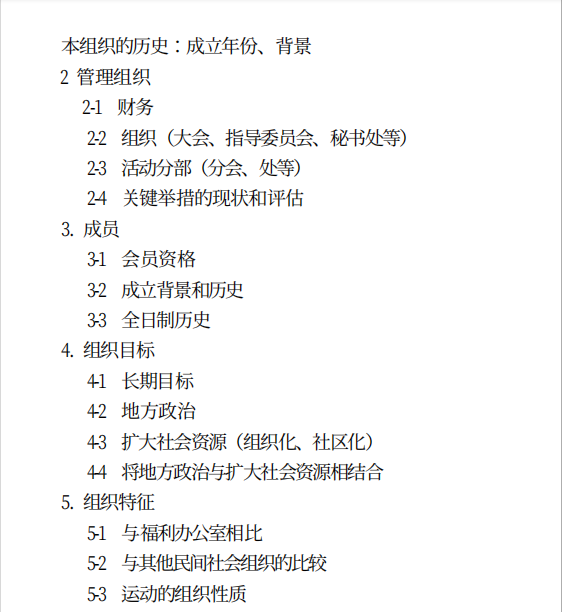 本组织的历史：成立年份、背景
2 管理组织
2-1 财务
2-2 组织（大会、指导委员会、秘书处等）
2-3 活动分部（分会、处等）
2-4 关键举措的现状和评估
3. 成员
3-1 会员资格
3-2 成立背景和历史
3-3 全日制历史
4. 组织目标
4-1 长期目标
4-2 地方政治
4-3 扩大社会资源（组织化、社区化）
4-4 将地方政治与扩大社会资源相结合
5. 组织特征
5-1 与福利办公室相比
5-2 与其他民间社会组织的比较
5-3 运动的组织性质